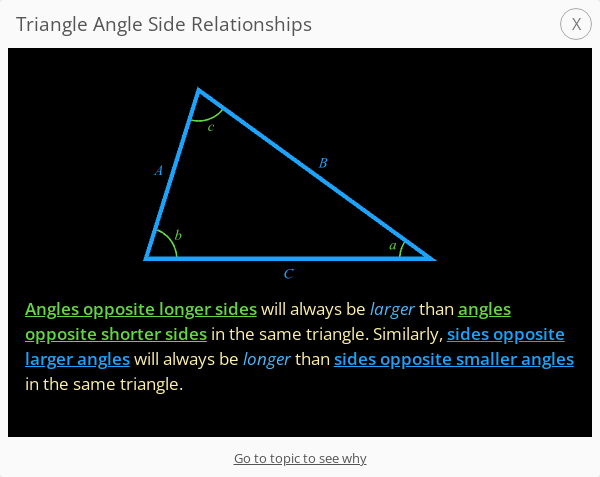 Triangle Angle Side Relationships
X
c
A
B
b
a
C
Angles opposite longer sides will always be larger than angles
opposite shorter sides in the same triangle. Similarly, sides opposite
larger angles will always be longer than sides opposite smaller angles
in the same triangle.
Go to topic to see why